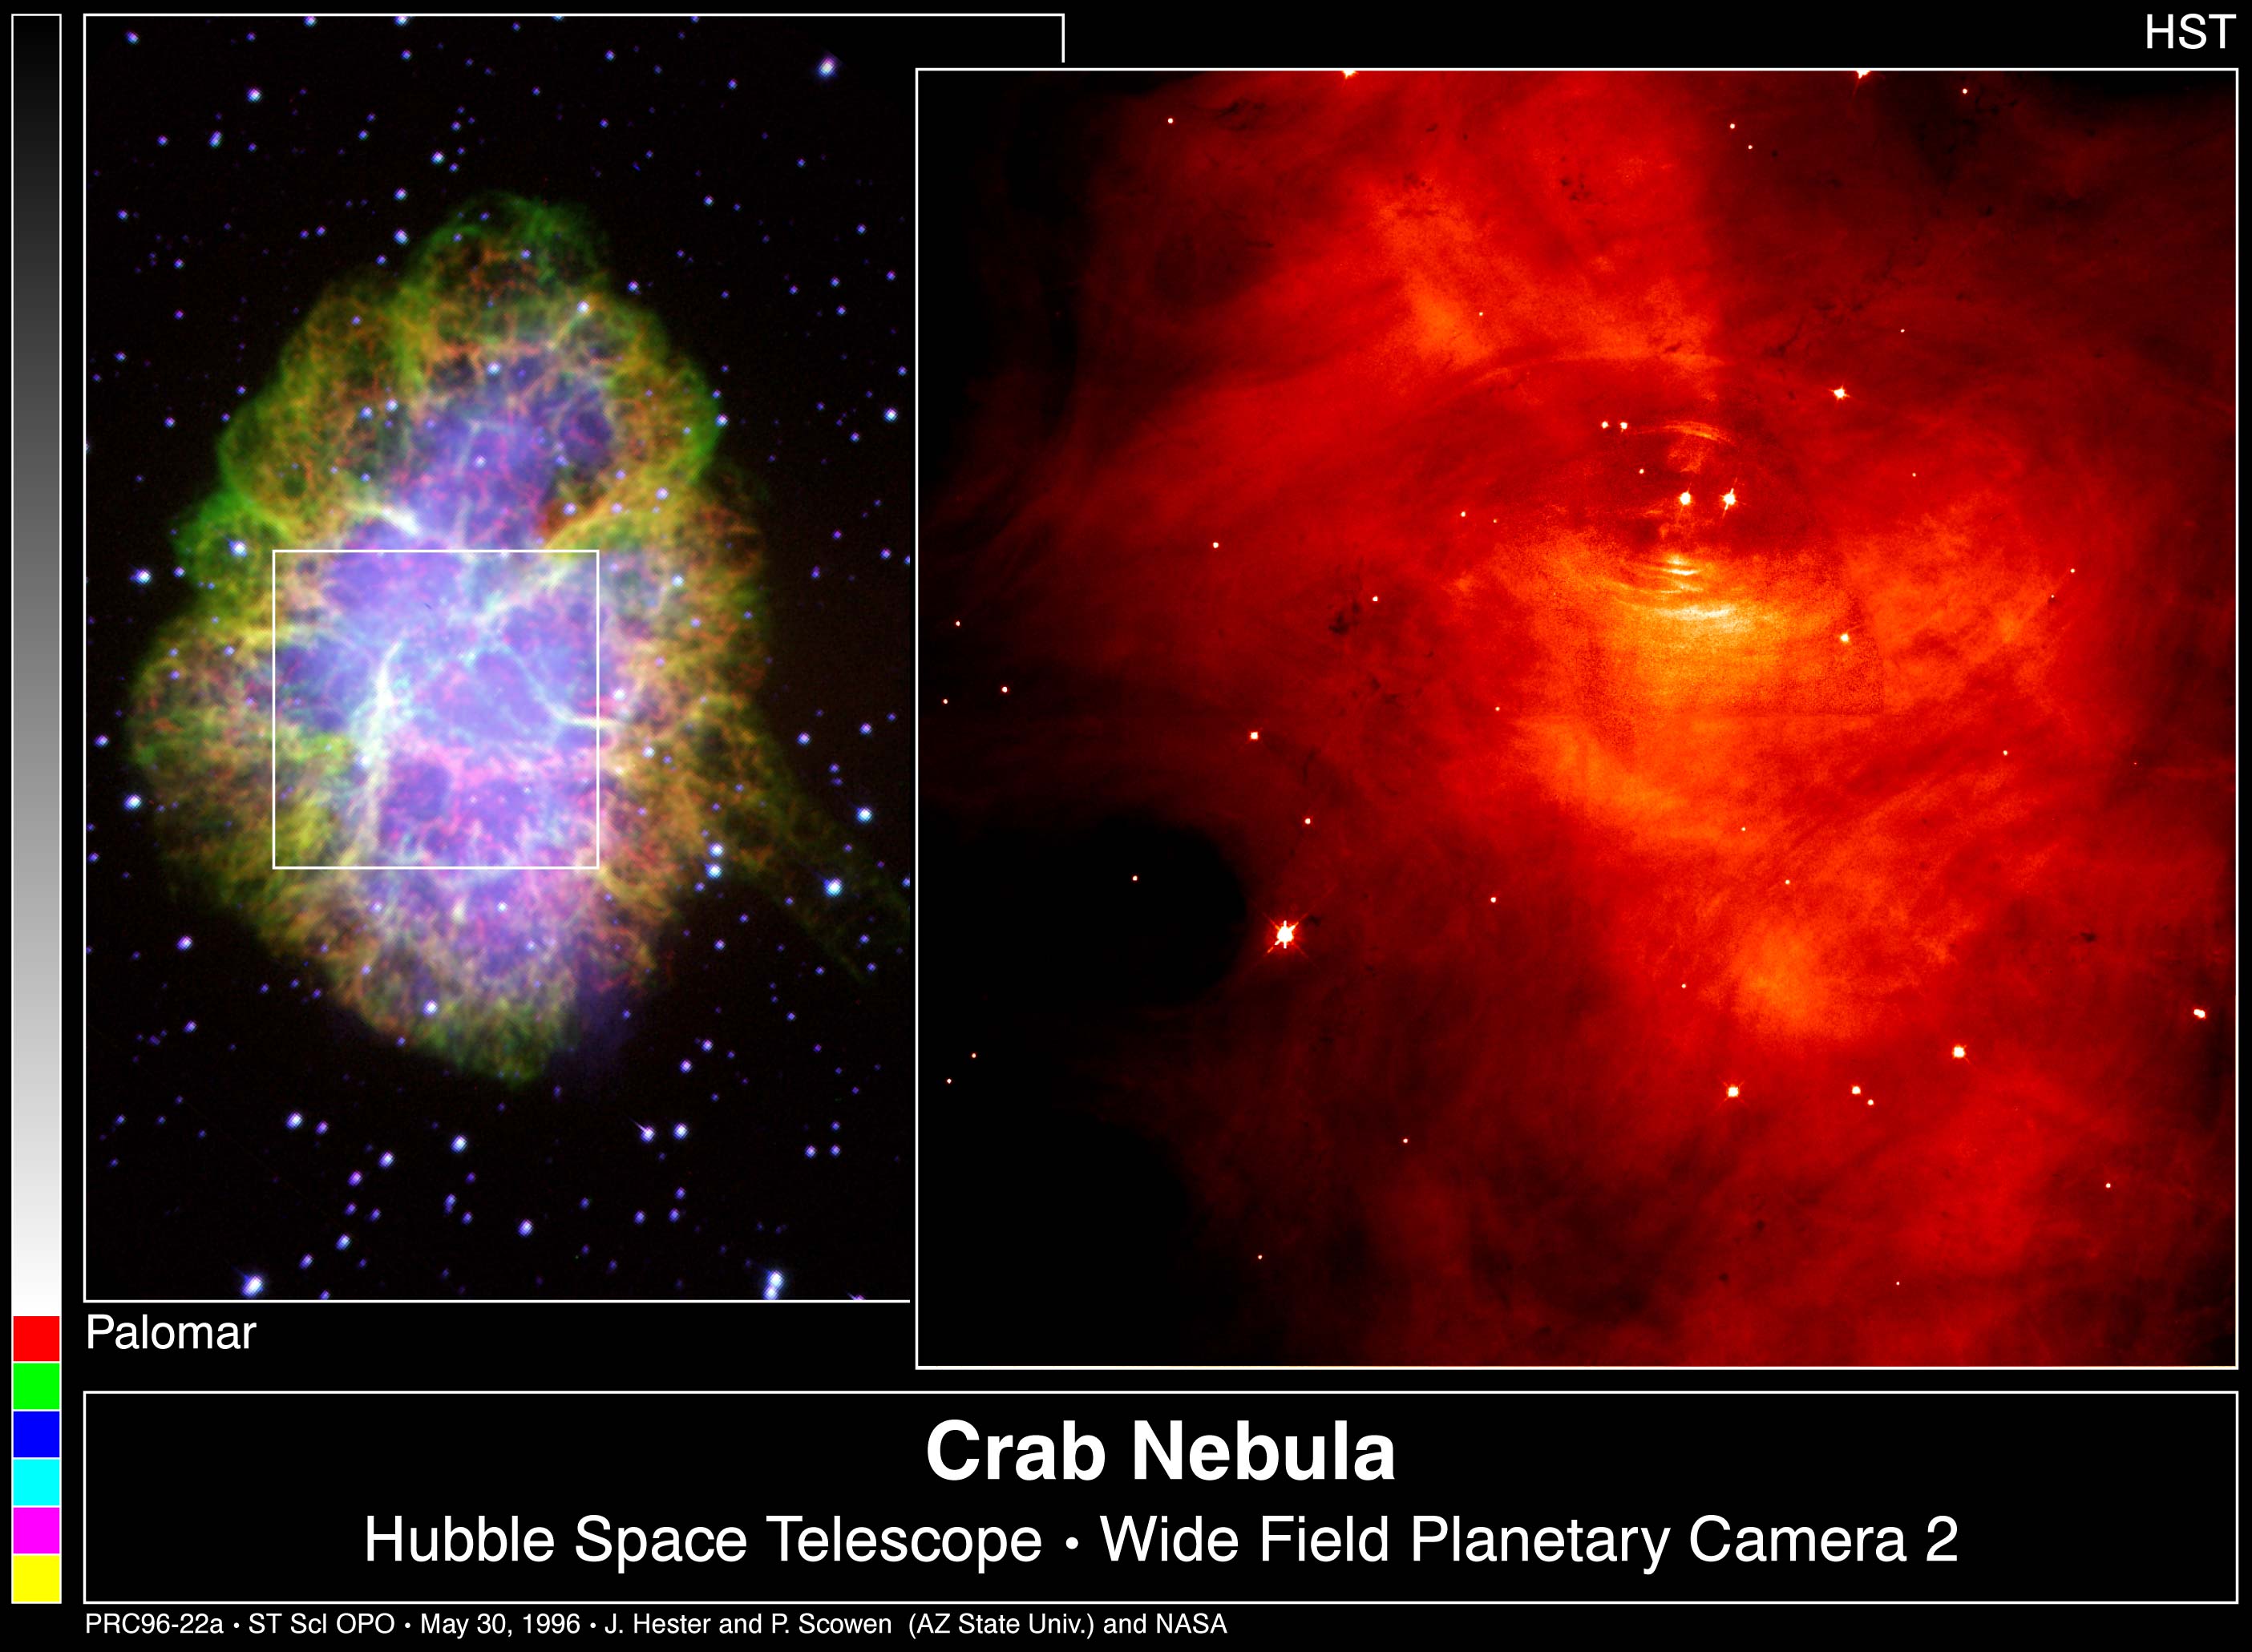 HST
Palomar
Crab Nebula
Hubble Space Telescope • Wide Field Planetary Camera 2
PRC96-22a • ST ScI OPO • May 30, 1996 • J. Hester and P. Scowen (AZ State Univ.) and NASA